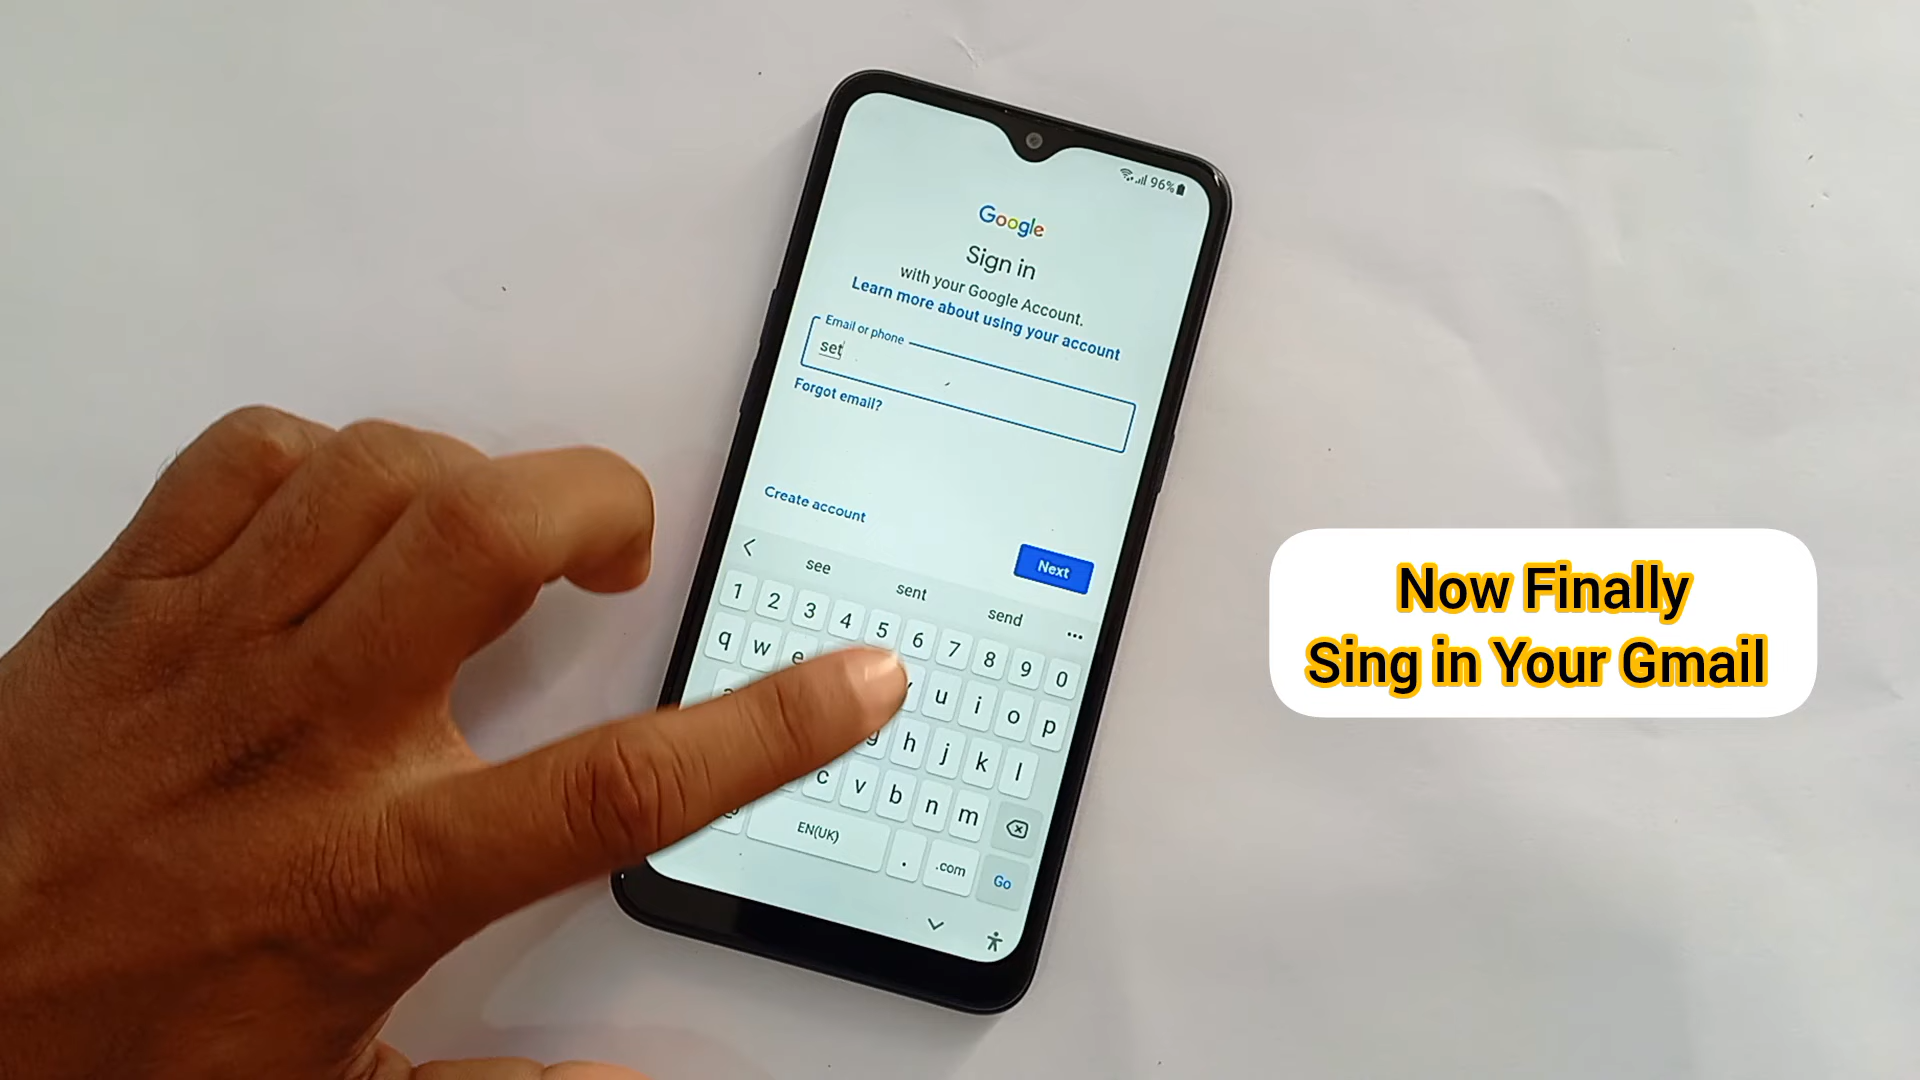 96%
Google
Sign in
with your Google Account.
Learn more about using your account
Email or phone
set
Forgot email?
Create account
Next
see sent send ...
1 2 3 4 5 6 7 8 9 0
q w e u i o p
g h j k l
c v b n m
EN(UK) . .com Go
Now Finally
Sing in Your Gmail